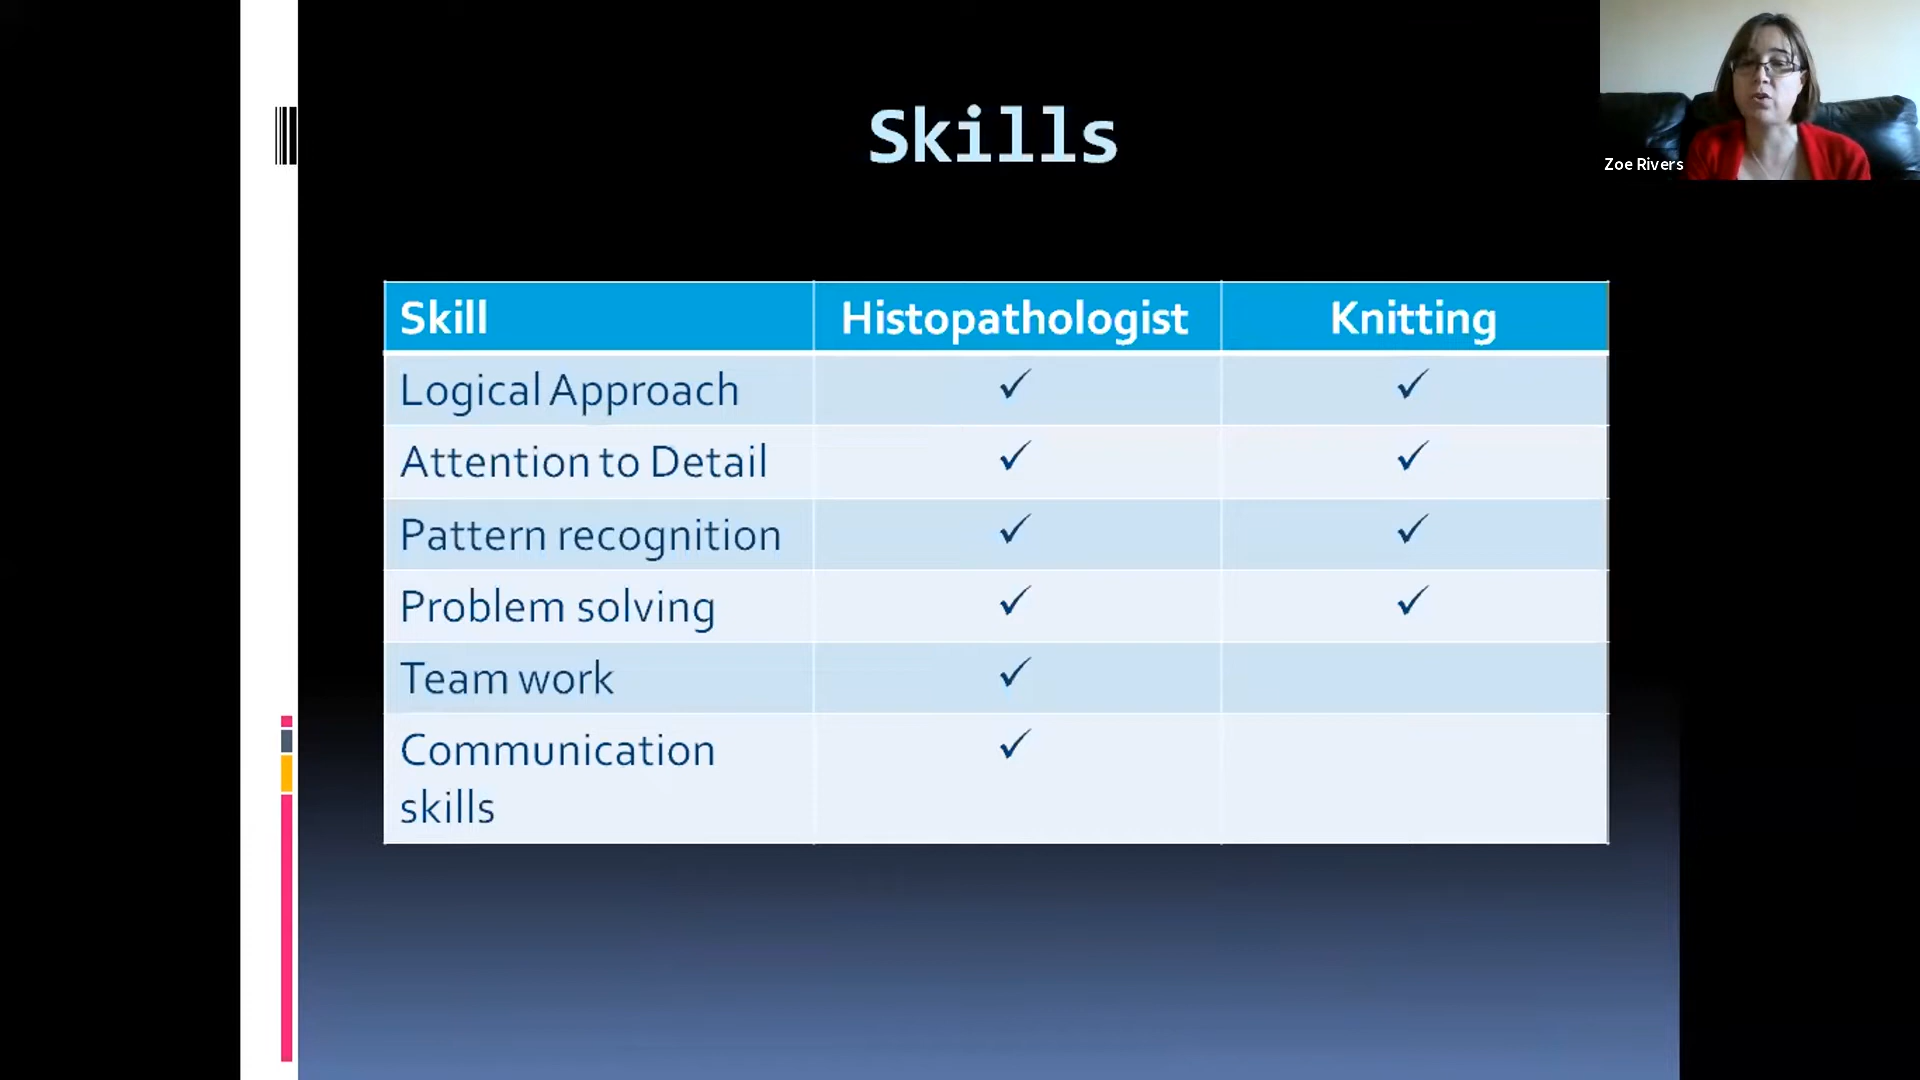 Skills
Zoe Rivers
Skill Histopathologist Knitting
Logical Approach ✓ ✓
Attention to Detail ✓ ✓
Pattern recognition ✓ ✓
Problem solving ✓ ✓
Team work ✓
Communication ✓
skills